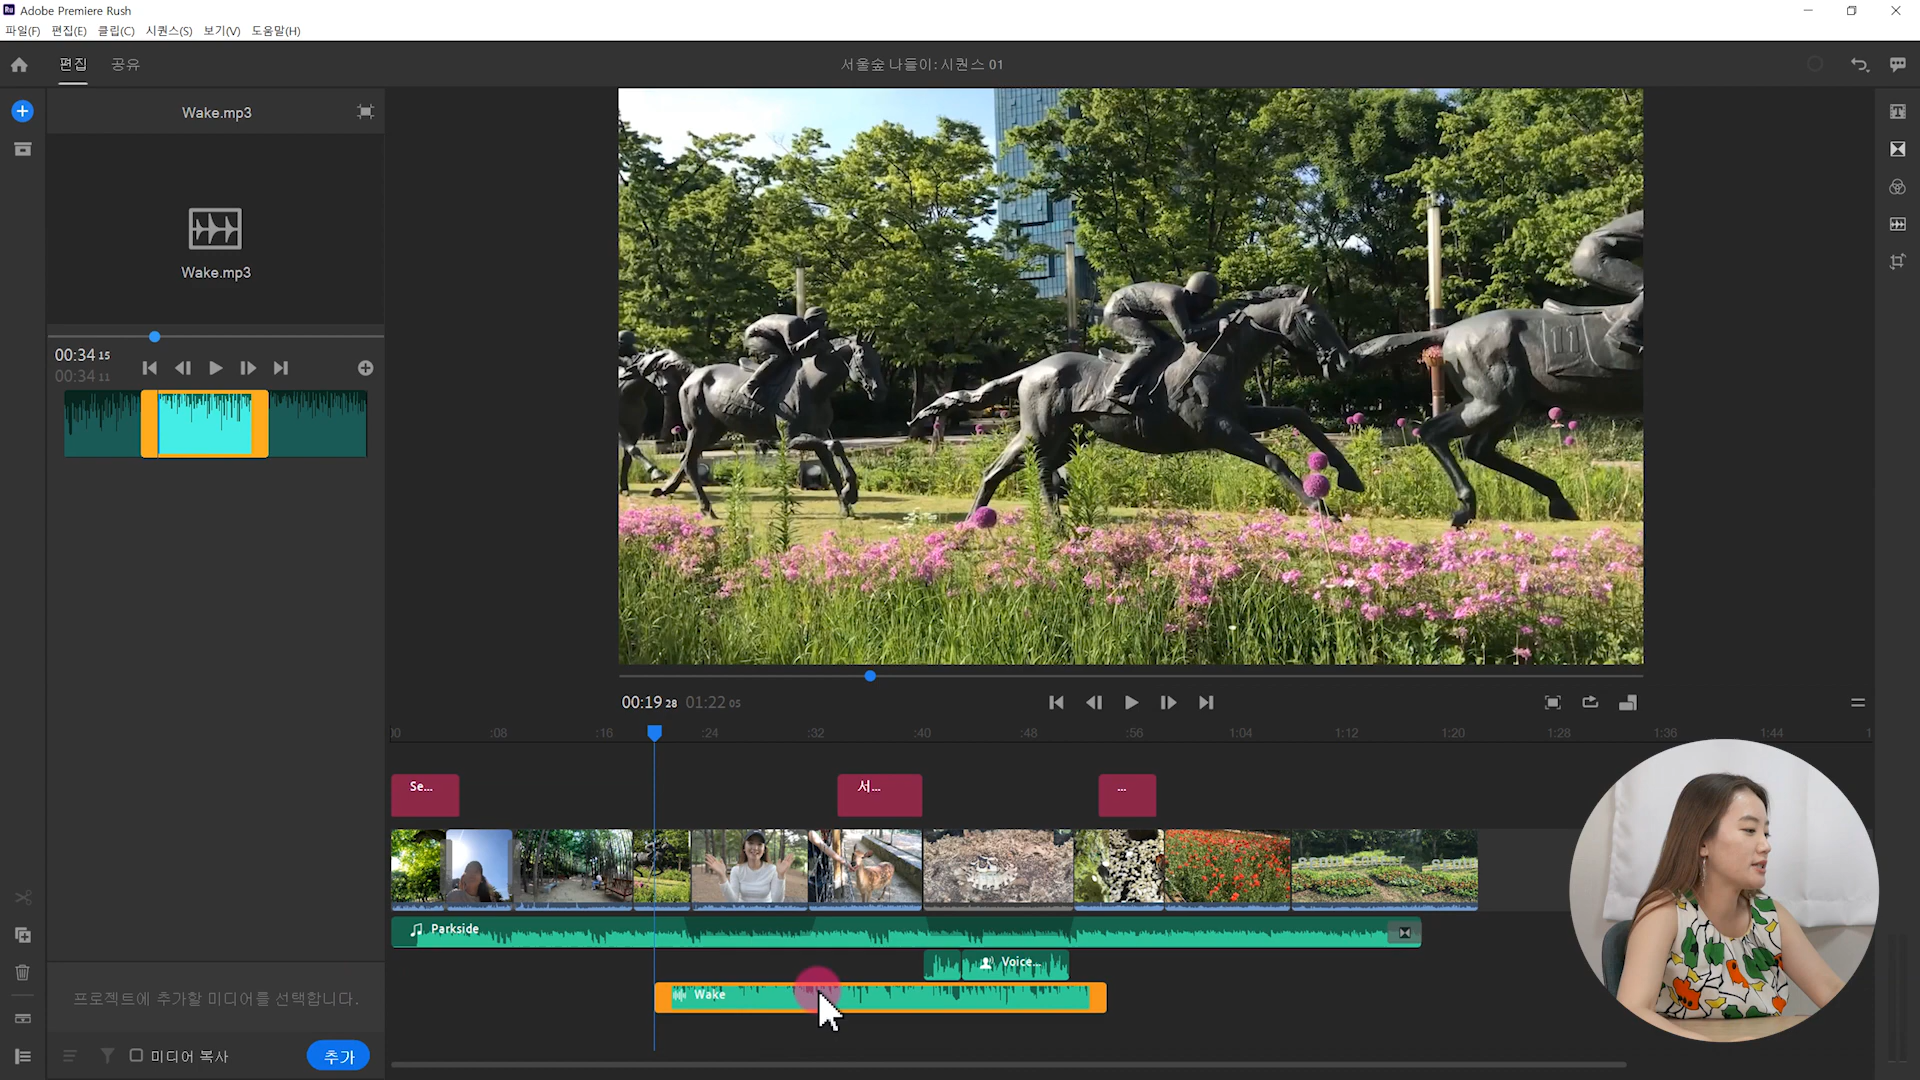 Ru Adobe Premiere Rush
파일(F) 편집(E) 클립(C) 시퀀스(S) 보기(V) 도움말(H)
편집 공유
서울숲 나들이: 시퀀스 01
Wake.mp3
Wake.mp3
00:34 15
00:34 11
11
00:19 28 01:22 05
00 :08 :16 :24 :32 :40 :48 :56 1:04 1:12 1:20 1:28 1:36 1:44 1
Se... 서... ...
Parkside
Voice...
Wake
프로젝트에 추가할 미디어를 선택합니다.
미디어 복사
추가